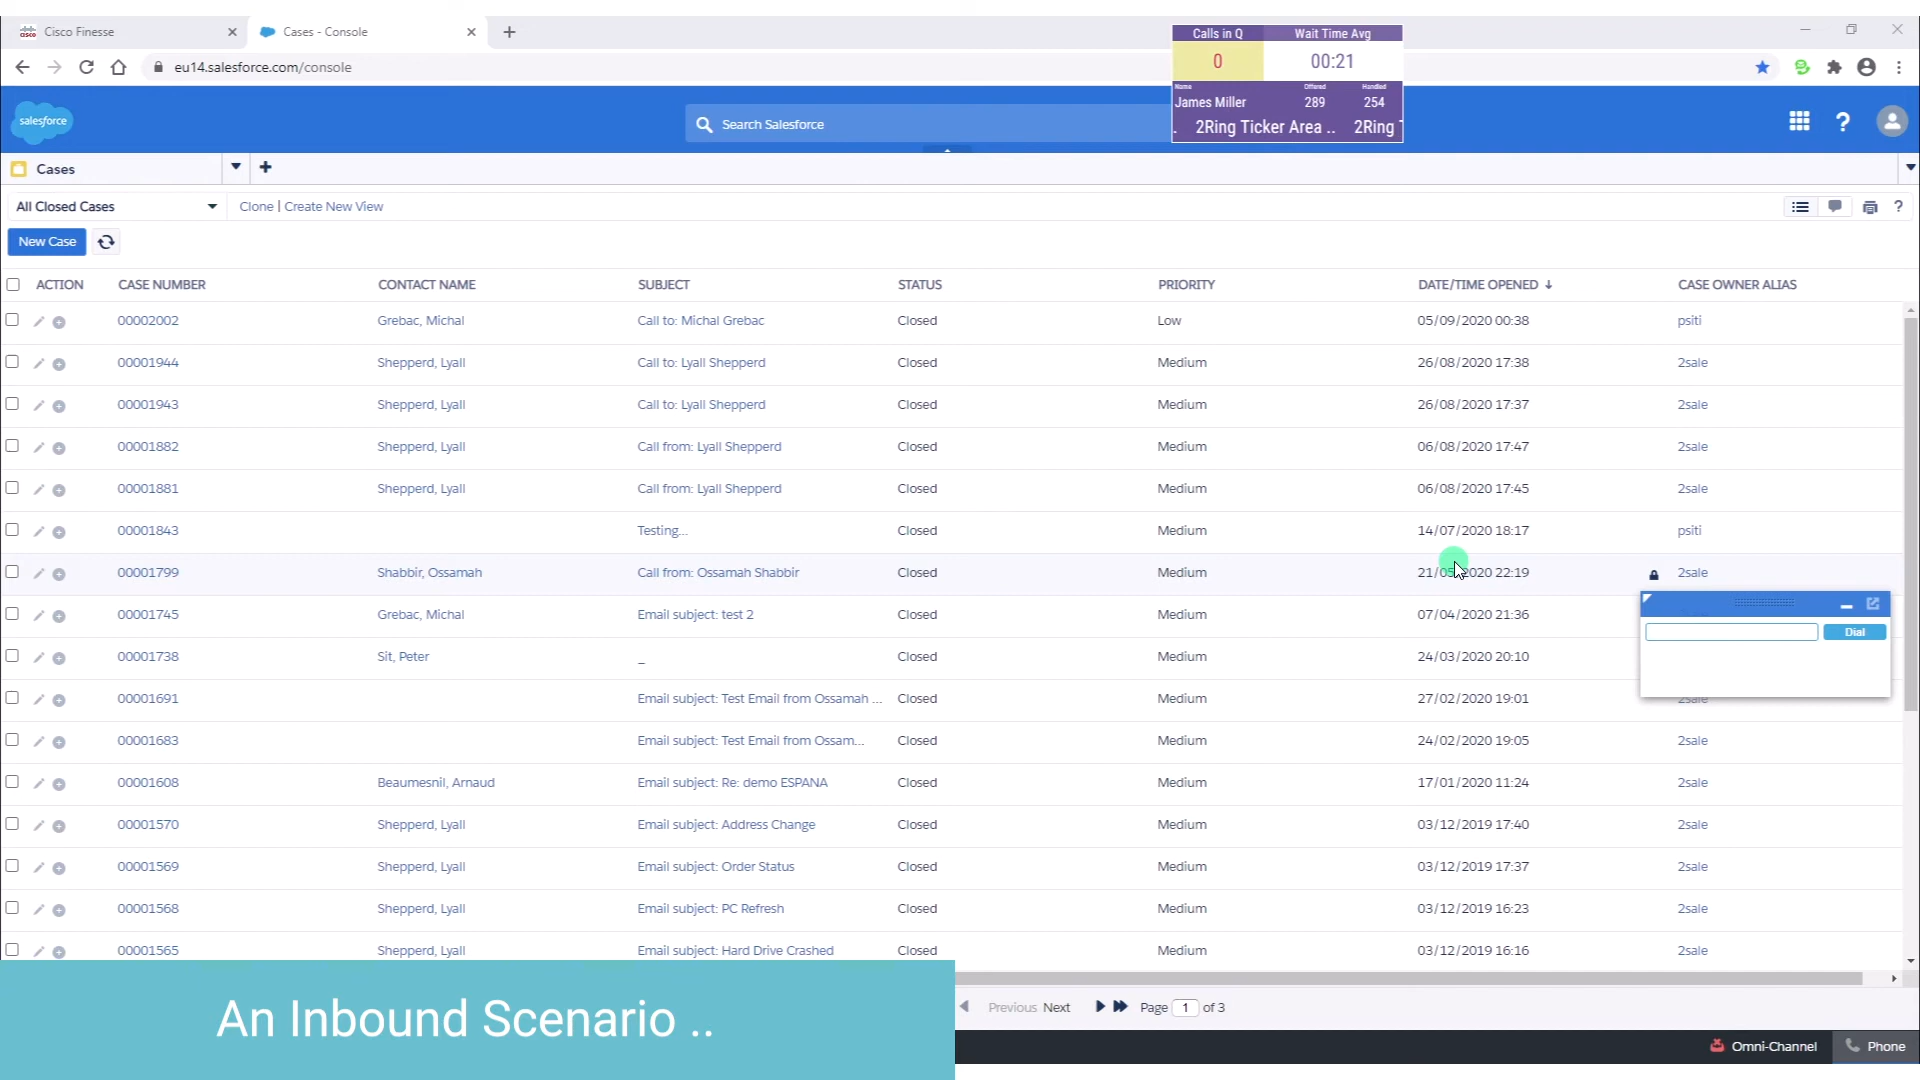 Cisco Finesse
Cases - Console
eu14.salesforce.com/console
Calls in Q Wait Time Avg
0 00:21
Name Offered Handled
James Miller 289 254
. 2Ring Ticker Area .. 2Ring
salesforce
Search Salesforce
Cases
All Closed Cases Clone | Create New View
New Case
ACTION CASE NUMBER CONTACT NAME SUBJECT STATUS PRIORITY DATE/TIME OPENED CASE OWNER ALIAS
00002002 Grebac, Michal Call to: Michal Grebac Closed Low 05/09/2020 00:38 psiti
00001944 Shepperd, Lyall Call to: Lyall Shepperd Closed Medium 26/08/2020 17:38 2sale
00001943 Shepperd, Lyall Call to: Lyall Shepperd Closed Medium 26/08/2020 17:37 2sale
00001882 Shepperd, Lyall Call from: Lyall Shepperd Closed Medium 06/08/2020 17:47 2sale
00001881 Shepperd, Lyall Call from: Lyall Shepperd Closed Medium 06/08/2020 17:45 2sale
00001843 Testing... Closed Medium 14/07/2020 18:17 psiti
00001799 Shabbir, Ossamah Call from: Ossamah Shabbir Closed Medium 21/05/2020 22:19 2sale
00001745 Grebac, Michal Email subject: test 2 Closed Medium 07/04/2020 21:36
Dial
00001738 Sit, Peter _ Closed Medium 24/03/2020 20:10
00001691 Email subject: Test Email from Ossamah ... Closed Medium 27/02/2020 19:01 2sale
00001683 Email subject: Test Email from Ossam... Closed Medium 24/02/2020 19:05 2sale
00001608 Beaumesnil, Arnaud Email subject: Re: demo ESPANA Closed Medium 17/01/2020 11:24 2sale
00001570 Shepperd, Lyall Email subject: Address Change Closed Medium 03/12/2019 17:40 2sale
00001569 Shepperd, Lyall Email subject: Order Status Closed Medium 03/12/2019 17:37 2sale
00001568 Shepperd, Lyall Email subject: PC Refresh Closed Medium 03/12/2019 16:23 2sale
00001565 Shepperd, Lyall Email subject: Hard Drive Crashed Closed Medium 03/12/2019 16:16 2sale
An Inbound Scenario ..
Previous Next Page 1 of 3
Omni-Channel Phone